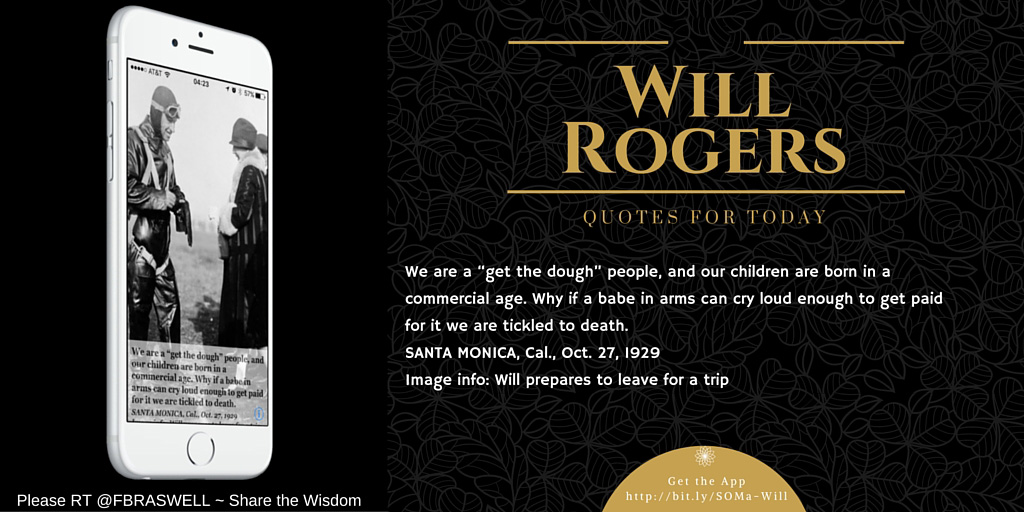 ●●●●○ AT&T
04:23
57%
We are a “get the dough” people, and
our children are born in a
commercial age. Why if a babe in
arms can cry loud enough to get paid
for it we are tickled to death.
SANTA MONICA, Cal., Oct. 27, 1929
Please RT @FBRASWELL ~ Share the Wisdom
WILL
ROGERS
QUOTES FOR TODAY
We are a “get the dough” people, and our children are born in a
commercial age. Why if a babe in arms can cry loud enough to get paid
for it we are tickled to death.
SANTA MONICA, Cal., Oct. 27, 1929
Image info: Will prepares to leave for a trip
Get the App
http://bit.ly/SOMa-Will